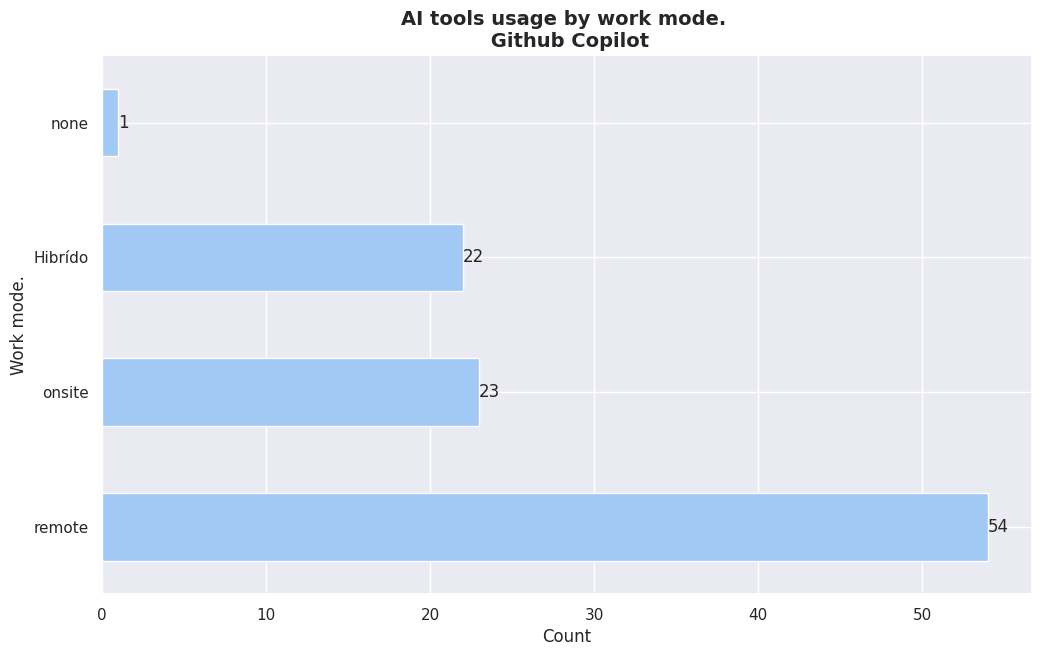 AI tools usage by work mode.
Github Copilot
none
1
Hibrído
22
onsite
23
remote
54
Work mode.
0 10 20 30 40 50
Count